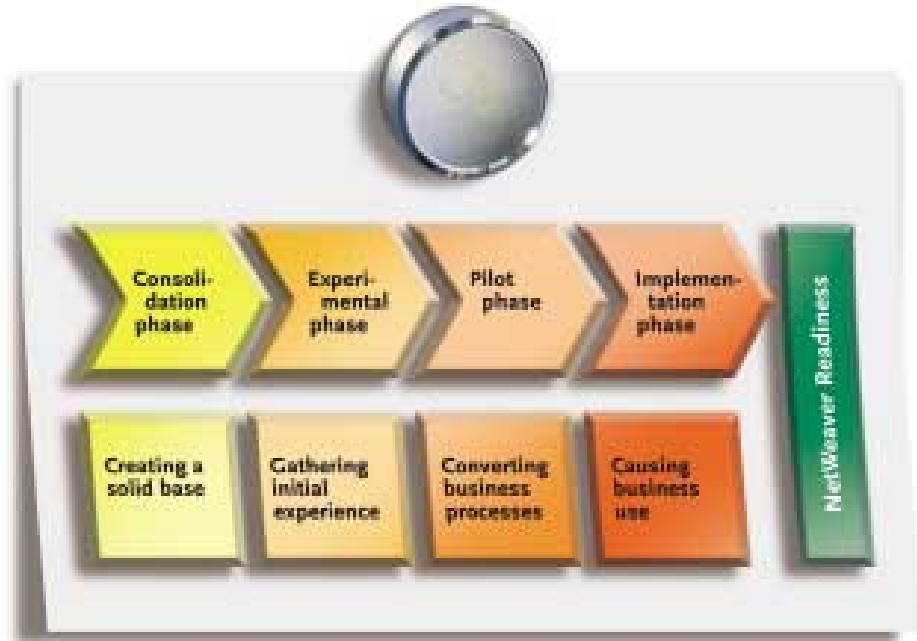 Consoli-
dation
phase
Experi-
mental
phase
Pilot
phase
Implemen-
tation
phase
Creating a
solid base
Gathering
initial
experience
Converting
business
processes
Causing
business
use
NetWeaver Readiness